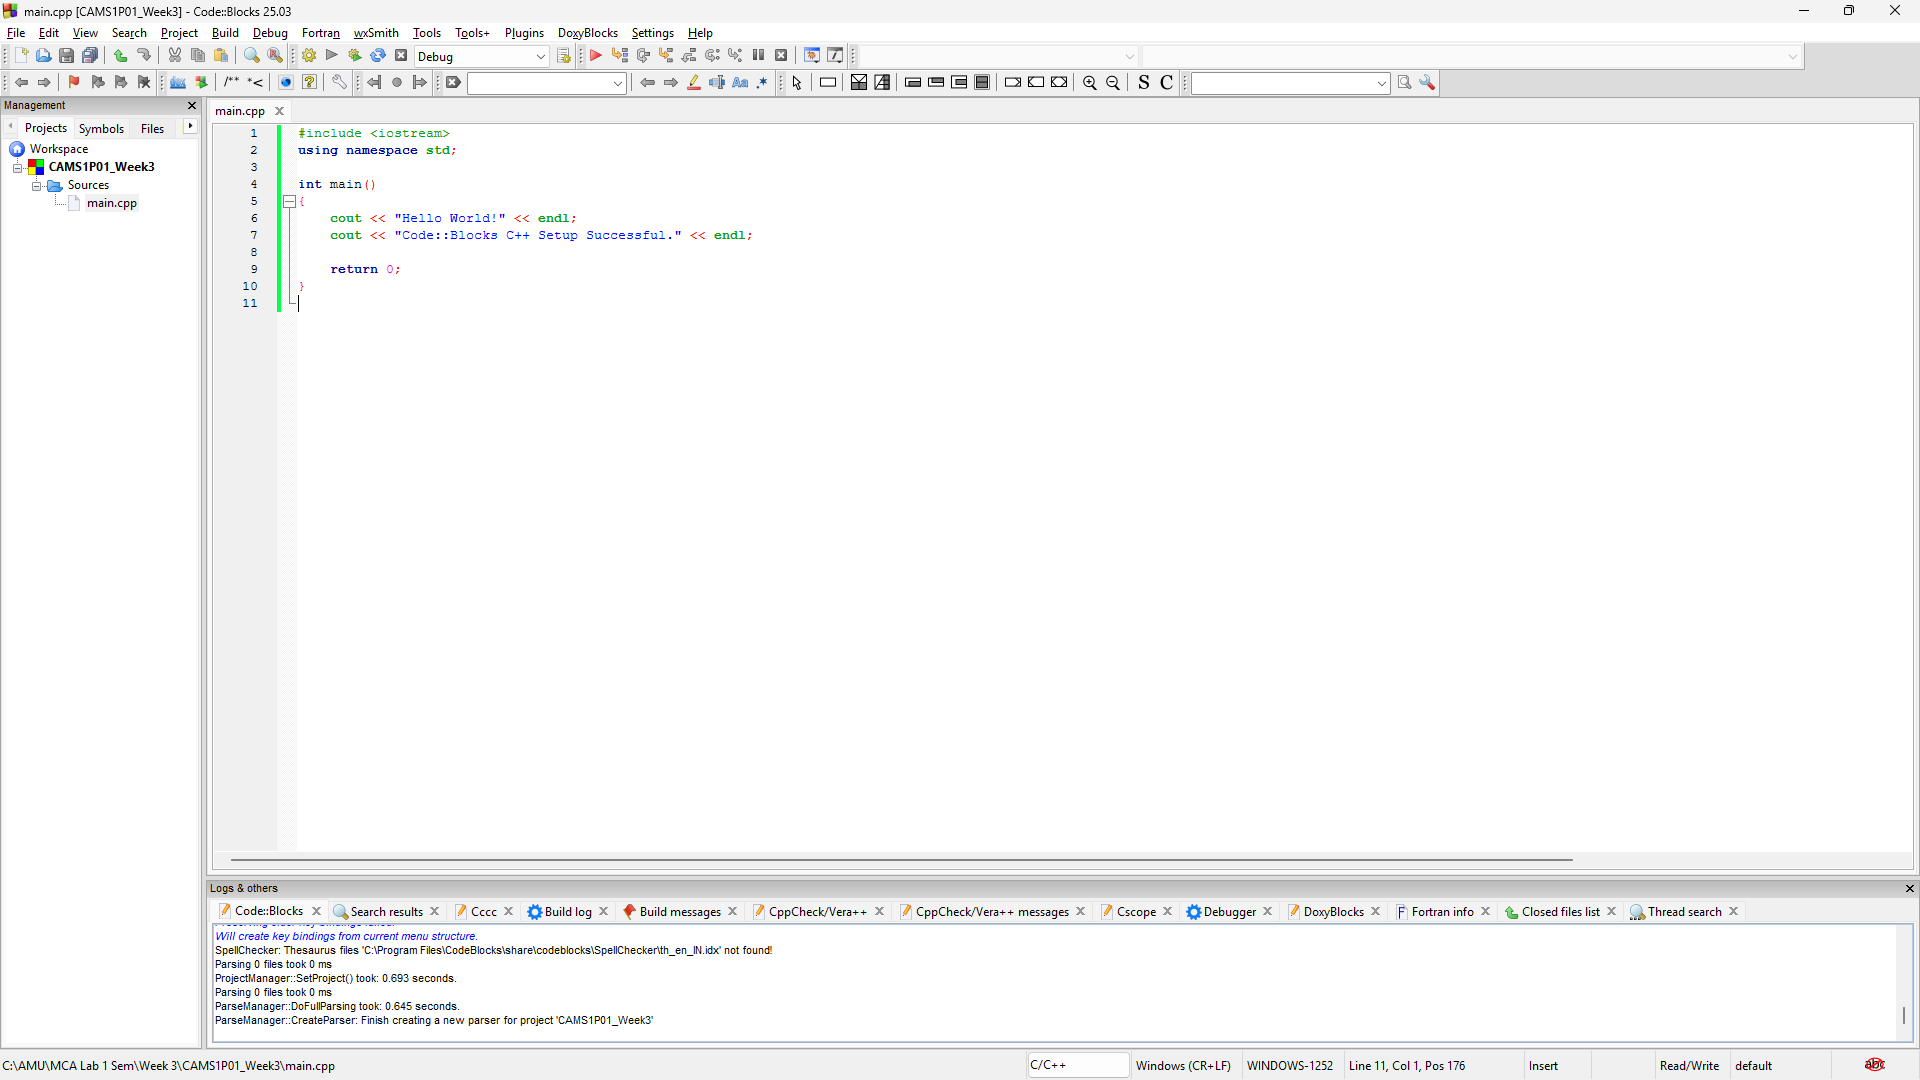 main.cpp [CAMS1P01_Week3] - Code::Blocks 25.03
File Edit View Search Project Build Debug Fortran wxSmith Tools Tools+ Plugins DoxyBlocks Settings Help
Debug
/** *< ? Aa .* S C
Management
Projects Symbols Files
Workspace
CAMS1P01_Week3
Sources
main.cpp
main.cpp
1 #include <iostream>
2 using namespace std;
3
4 int main()
5 {
6 cout << "Hello World!" << endl;
7 cout << "Code::Blocks C++ Setup Successful." << endl;
8
9 return 0;
10 }
11
Logs & others
Code::Blocks Search results Cccc Build log Build messages CppCheck/Vera++ CppCheck/Vera++ messages Cscope Debugger DoxyBlocks Fortran info Closed files list Thread search
Will create key bindings from current menu structure.
SpellChecker: Thesaurus files 'C:\Program Files\CodeBlocks\share\codeblocks\SpellChecker\th_en_IN.idx' not found!
Parsing 0 files took 0 ms
ProjectManager::SetProject() took: 0.693 seconds.
Parsing 0 files took 0 ms
ParseManager::DoFullParsing took: 0.645 seconds.
ParseManager::CreateParser: Finish creating a new parser for project 'CAMS1P01_Week3'
C:\AMU\MCA Lab 1 Sem\Week 3\CAMS1P01_Week3\main.cpp C/C++ Windows (CR+LF) WINDOWS-1252 Line 11, Col 1, Pos 176 Insert Read/Write default abc